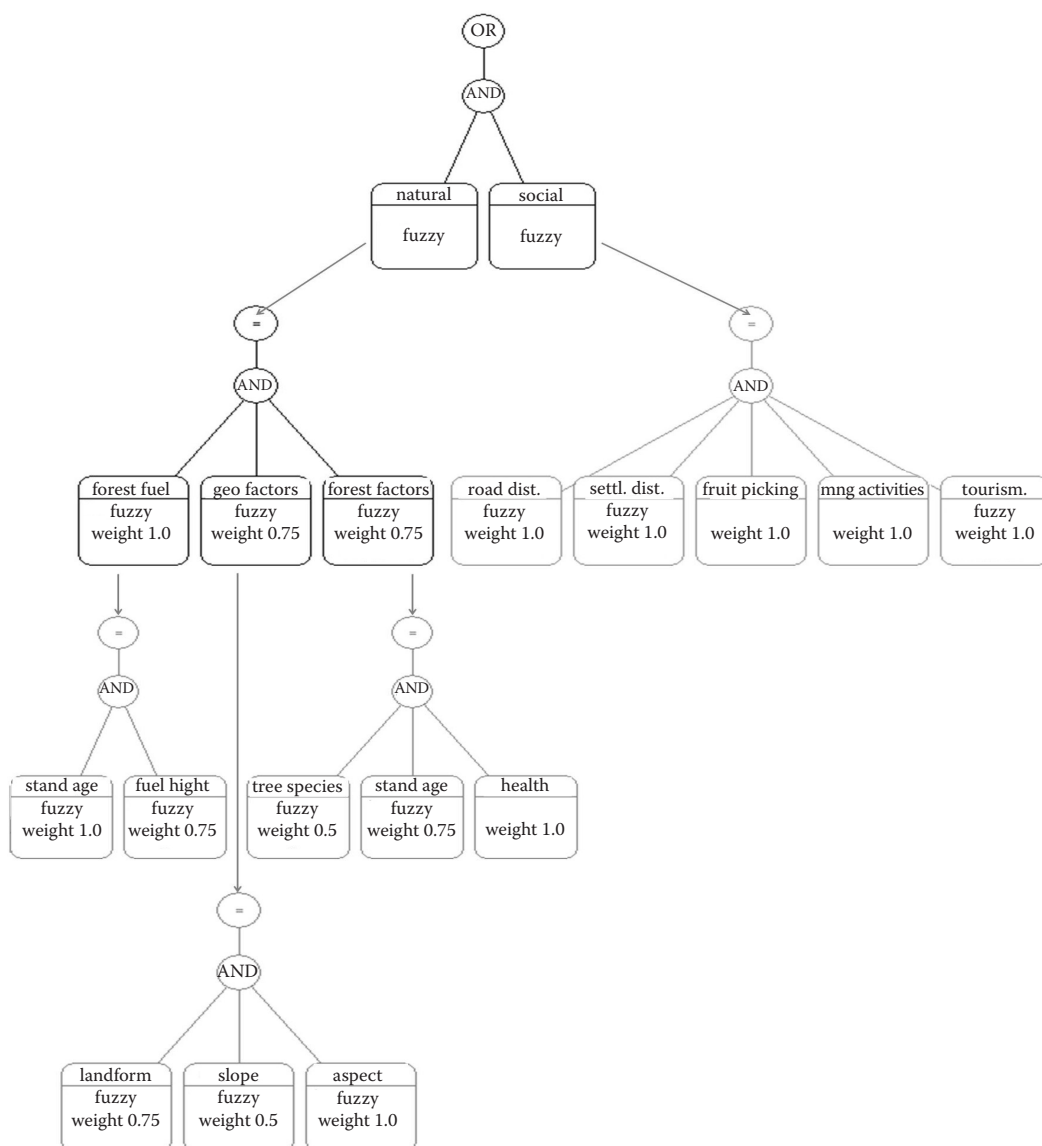 OR
AND
natural
fuzzy
social
fuzzy
=
=
AND
AND
forest fuel
fuzzy
weight 1.0
geo factors
fuzzy
weight 0.75
forest factors
fuzzy
weight 0.75
road dist.
fuzzy
weight 1.0
settl. dist.
fuzzy
weight 1.0
fruit picking
weight 1.0
mng activities
weight 1.0
tourism.
fuzzy
weight 1.0
=
=
AND
AND
stand age
fuzzy
weight 1.0
fuel hight
fuzzy
weight 0.75
tree species
fuzzy
weight 0.5
stand age
fuzzy
weight 0.75
health
weight 1.0
=
AND
landform
fuzzy
weight 0.75
slope
fuzzy
weight 0.5
aspect
fuzzy
weight 1.0